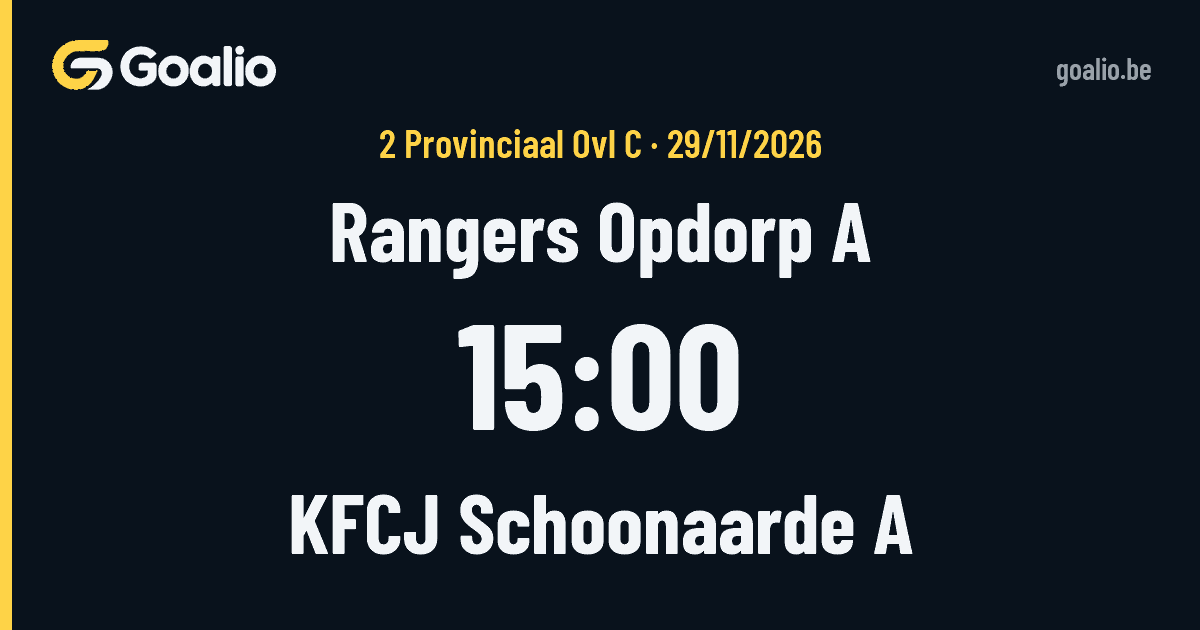 Goalio
goalio.be
2 Provinciaal Ovl C · 29/11/2026
Rangers Opdorp A
15:00
KFCJ Schoonaarde A